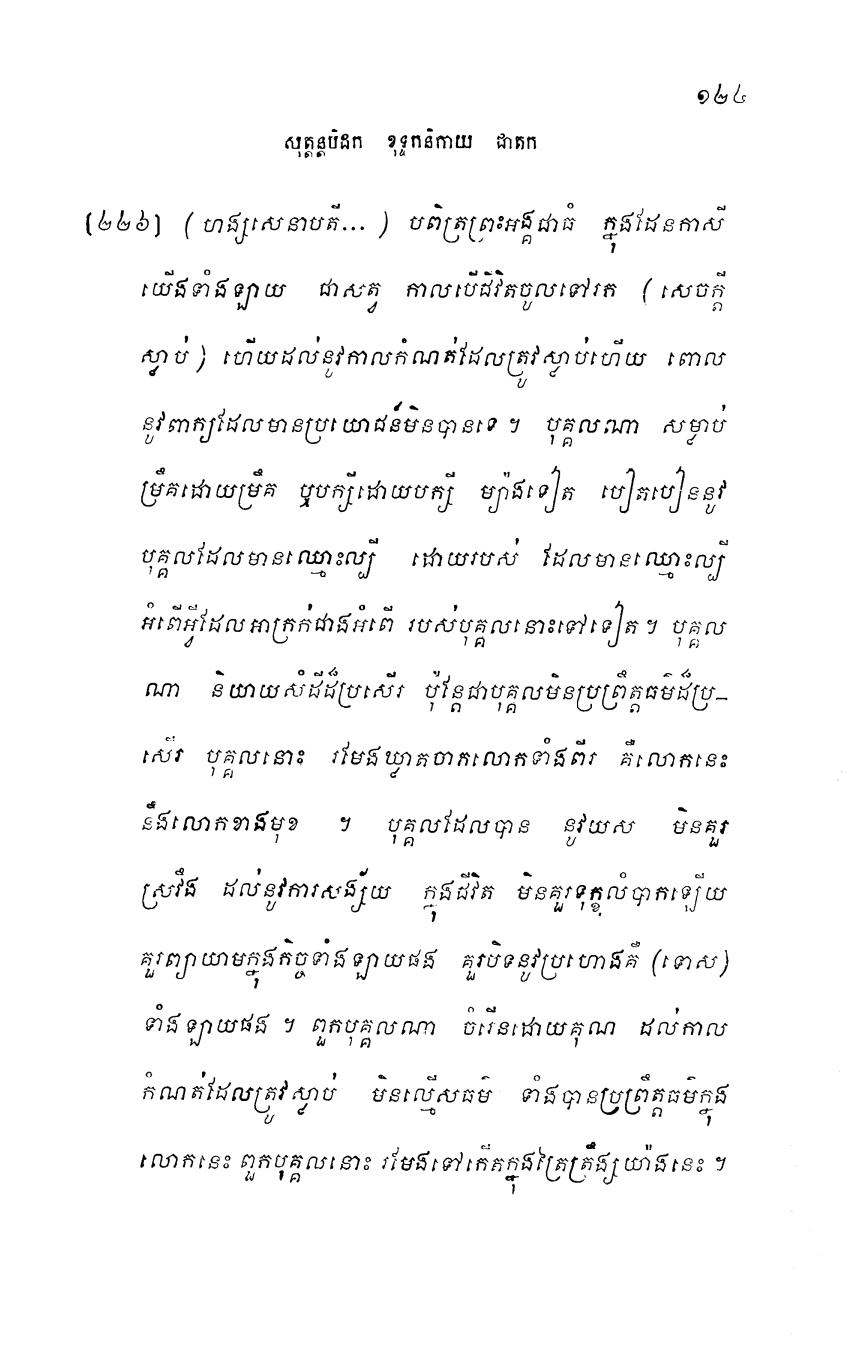 ១២៤
សុត្តន្តបិដក ខុទ្ទកនិកាយ ជាតក
[២២៦] (ហង្សសេនាបតី...) បពិត្រព្រះអង្គជាធំ ក្នុងដែនកាសី
យើងទាំងឡាយ ជាសត្វ កាលបើជីវិតចូលទៅរក (សេចក្តី
ស្លាប់) ហើយដល់នូវកាលកំណត់ដែលត្រូវស្លាប់ហើយ ពោល
នូវពាក្យដែលមានប្រយោជន៍មិនបានទេ ។ បុគ្គលណា សម្លាប់
ម្រឹគដោយម្រឹគ ឬបក្សីដោយបក្សី ម្យ៉ាងទៀត បៀតបៀននូវ
បុគ្គលដែលមានឈ្មោះល្បី ដោយរបស់ ដែលមានឈ្មោះល្បី
អំពើអ្វីដែលអាក្រក់ជាងអំពើ របស់បុគ្គលនោះទៅទៀត ។ បុគ្គល
ណា និយាយសំដីដ៏ប្រសើរ ប៉ុន្តែជាបុគ្គលមិនប្រព្រឹត្តធម៌ដ៏ប្រ-
សើរ បុគ្គលនោះ រមែងឃ្លាតចាកលោកទាំងពីរ គឺលោកនេះ
នឹងលោកខាងមុខ ។ បុគ្គលដែលបាន នូវយស មិនគួរ
ស្រវឹង ដល់នូវការសង្ស័យ ក្នុងជីវិត មិនគួរទុក្ខលំបាកឡើយ
គួរព្យាយាមក្នុងកិច្ចទាំងឡាយផង គួរបិទនូវប្រហោងគឺ (ទោស)
ទាំងឡាយផង ។ ពួកបុគ្គលណា ចំរើនដោយគុណ ដល់កាល
កំណត់ដែលត្រូវស្លាប់ មិនល្មើសធម៌ ទាំងបានប្រព្រឹត្តធម៌ក្នុង
លោកនេះ ពួកបុគ្គលនោះ រមែងទៅកើតក្នុងត្រៃត្រឹង្សយ៉ាងនេះ ។